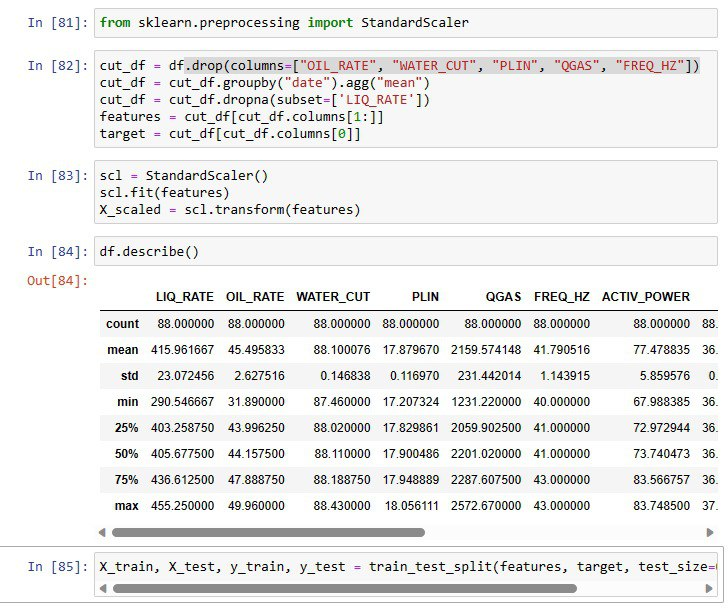 In [81]: from sklearn.preprocessing import StandardScaler
In [82]: cut_df = df.drop(columns=["OIL_RATE", "WATER_CUT", "PLIN", "QGAS", "FREQ_HZ"])
cut_df = cut_df.groupby("date").agg("mean")
cut_df = cut_df.dropna(subset=['LIQ_RATE'])
features = cut_df[cut_df.columns[1:]]
target = cut_df[cut_df.columns[0]]
In [83]: scl = StandardScaler()
scl.fit(features)
X_scaled = scl.transform(features)
In [84]: df.describe()
Out[84]:
LIQ_RATE OIL_RATE WATER_CUT PLIN QGAS FREQ_HZ ACTIV_POWER
count 88.000000 88.000000 88.000000 88.000000 88.000000 88.000000 88.000000 88.
mean 415.961667 45.495833 88.100076 17.879670 2159.574148 41.790516 77.478835 36.
std 23.072456 2.627516 0.146838 0.116970 231.442014 1.143915 5.859576 0.
min 290.546667 31.890000 87.460000 17.207324 1231.220000 40.000000 67.988385 36.
25% 403.258750 43.996250 88.020000 17.829861 2059.902500 41.000000 72.972944 36.
50% 405.677500 44.157500 88.110000 17.900486 2201.020000 41.000000 73.740473 36.
75% 436.612500 47.888750 88.188750 17.948889 2287.607500 43.000000 83.566757 36.
max 455.250000 49.960000 88.430000 18.056111 2572.670000 43.000000 83.748500 37.
In [85]: X_train, X_test, y_train, y_test = train_test_split(features, target, test_size=